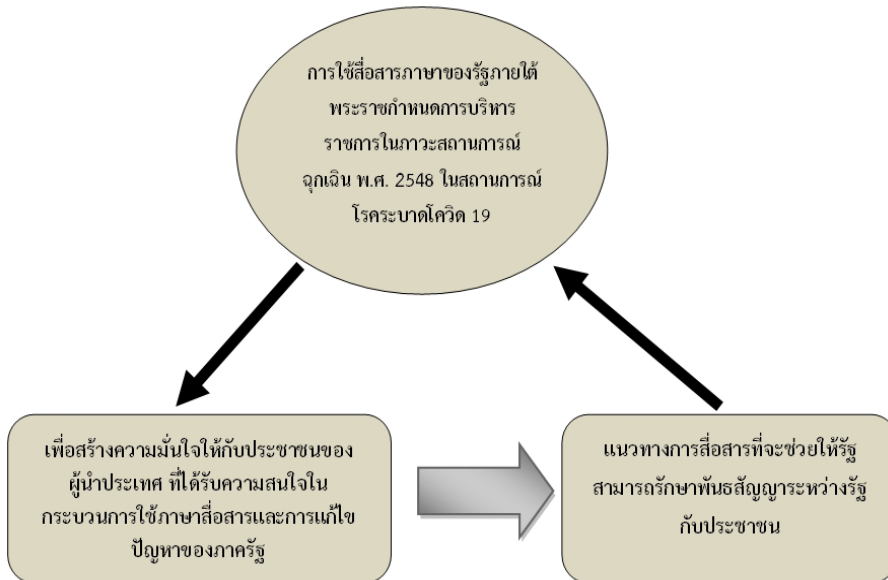 การใช้สื่อสารภาษาของรัฐภายใต้
พระราชกำหนดการบริหาร
ราชการในภาวะสถานการณ์
ฉุกเฉิน พ.ศ. 2548 ในสถานการณ์
โรคระบาดโควิด 19
เพื่อสร้างความมั่นใจให้กับประชาชนของ
ผู้นำประเทศ ที่ได้รับความสนใจใน
กระบวนการใช้ภาษาสื่อสารและการแก้ไข
ปัญหาของภาครัฐ
แนวทางการสื่อสารที่จะช่วยให้รัฐ
สามารถรักษาพันธสัญญาระหว่างรัฐ
กับประชาชน